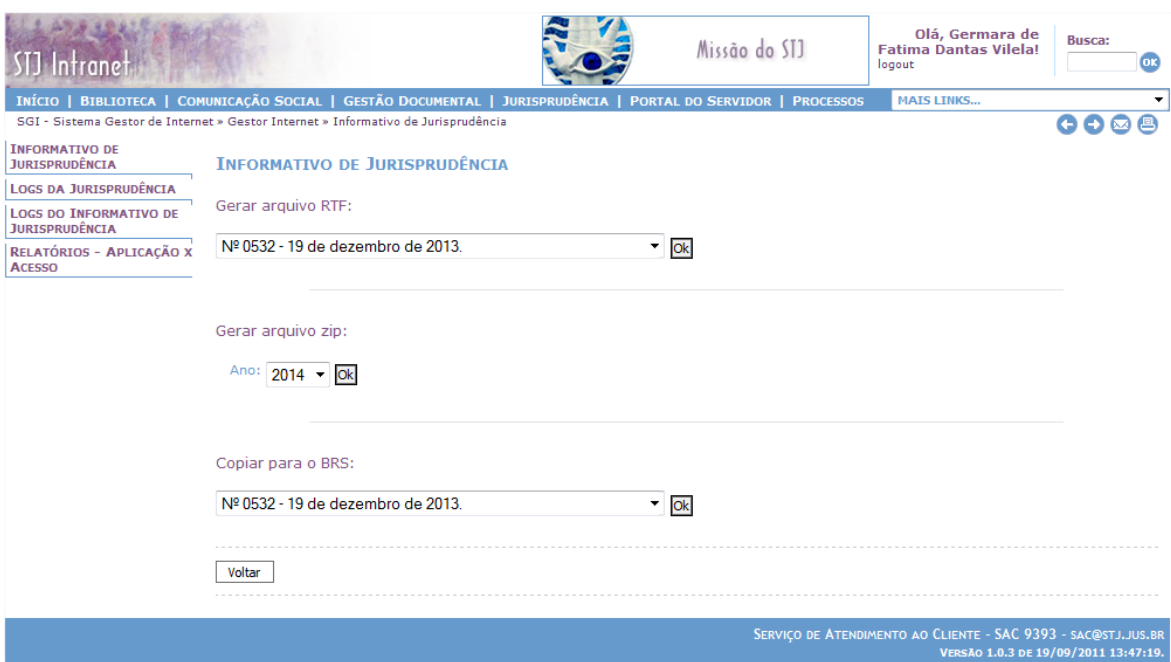 STJ Intranet
Missão do STJ
Olá, Germara de
Fatima Dantas Vilela!
logout
Busca:
OK
INÍCIO | BIBLIOTECA | COMUNICAÇÃO SOCIAL | GESTÃO DOCUMENTAL | JURISPRUDÊNCIA | PORTAL DO SERVIDOR | PROCESSOS
MAIS LINKS...
SGI - Sistema Gestor de Internet » Gestor Internet » Informativo de Jurisprudência
INFORMATIVO DE
JURISPRUDÊNCIA
LOGS DA JURISPRUDÊNCIA
LOGS DO INFORMATIVO DE
JURISPRUDÊNCIA
RELATÓRIOS - APLICAÇÃO X
ACESSO
INFORMATIVO DE JURISPRUDÊNCIA
Gerar arquivo RTF:
Nº 0532 - 19 de dezembro de 2013.
Ok
Gerar arquivo zip:
Ano: 2014 Ok
Copiar para o BRS:
Nº 0532 - 19 de dezembro de 2013.
Ok
Voltar
SERVIÇO DE ATENDIMENTO AO CLIENTE - SAC 9393 - SAC@STJ.JUS.BR
VERSÃO 1.0.3 DE 19/09/2011 13:47:19.